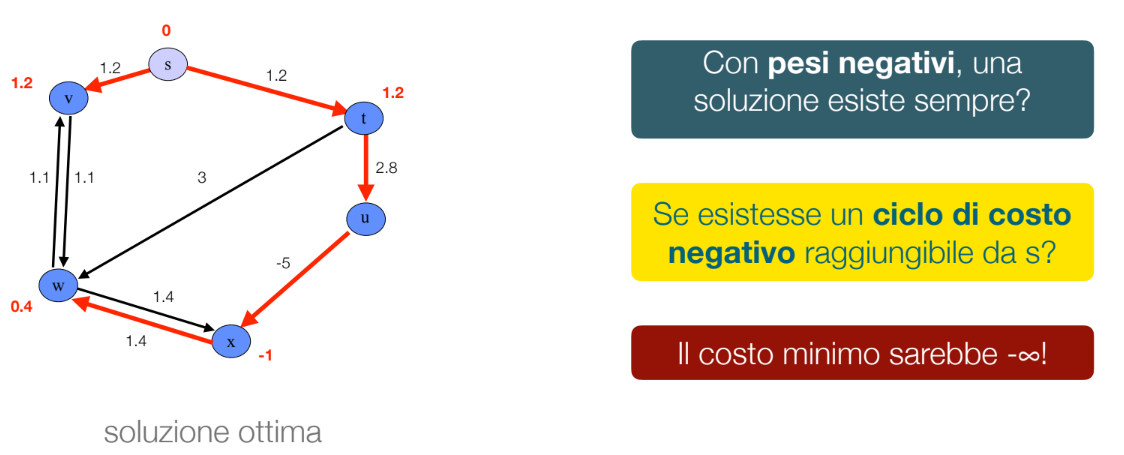 0
s
1.2
1.2
1.2
v
1.2
t
1.1
1.1
3
2.8
u
-5
w
0.4
1.4
1.4
x
-1
soluzione ottima
Con pesi negativi, una
soluzione esiste sempre?
Se esistesse un ciclo di costo
negativo raggiungibile da s?
Il costo minimo sarebbe -∞!